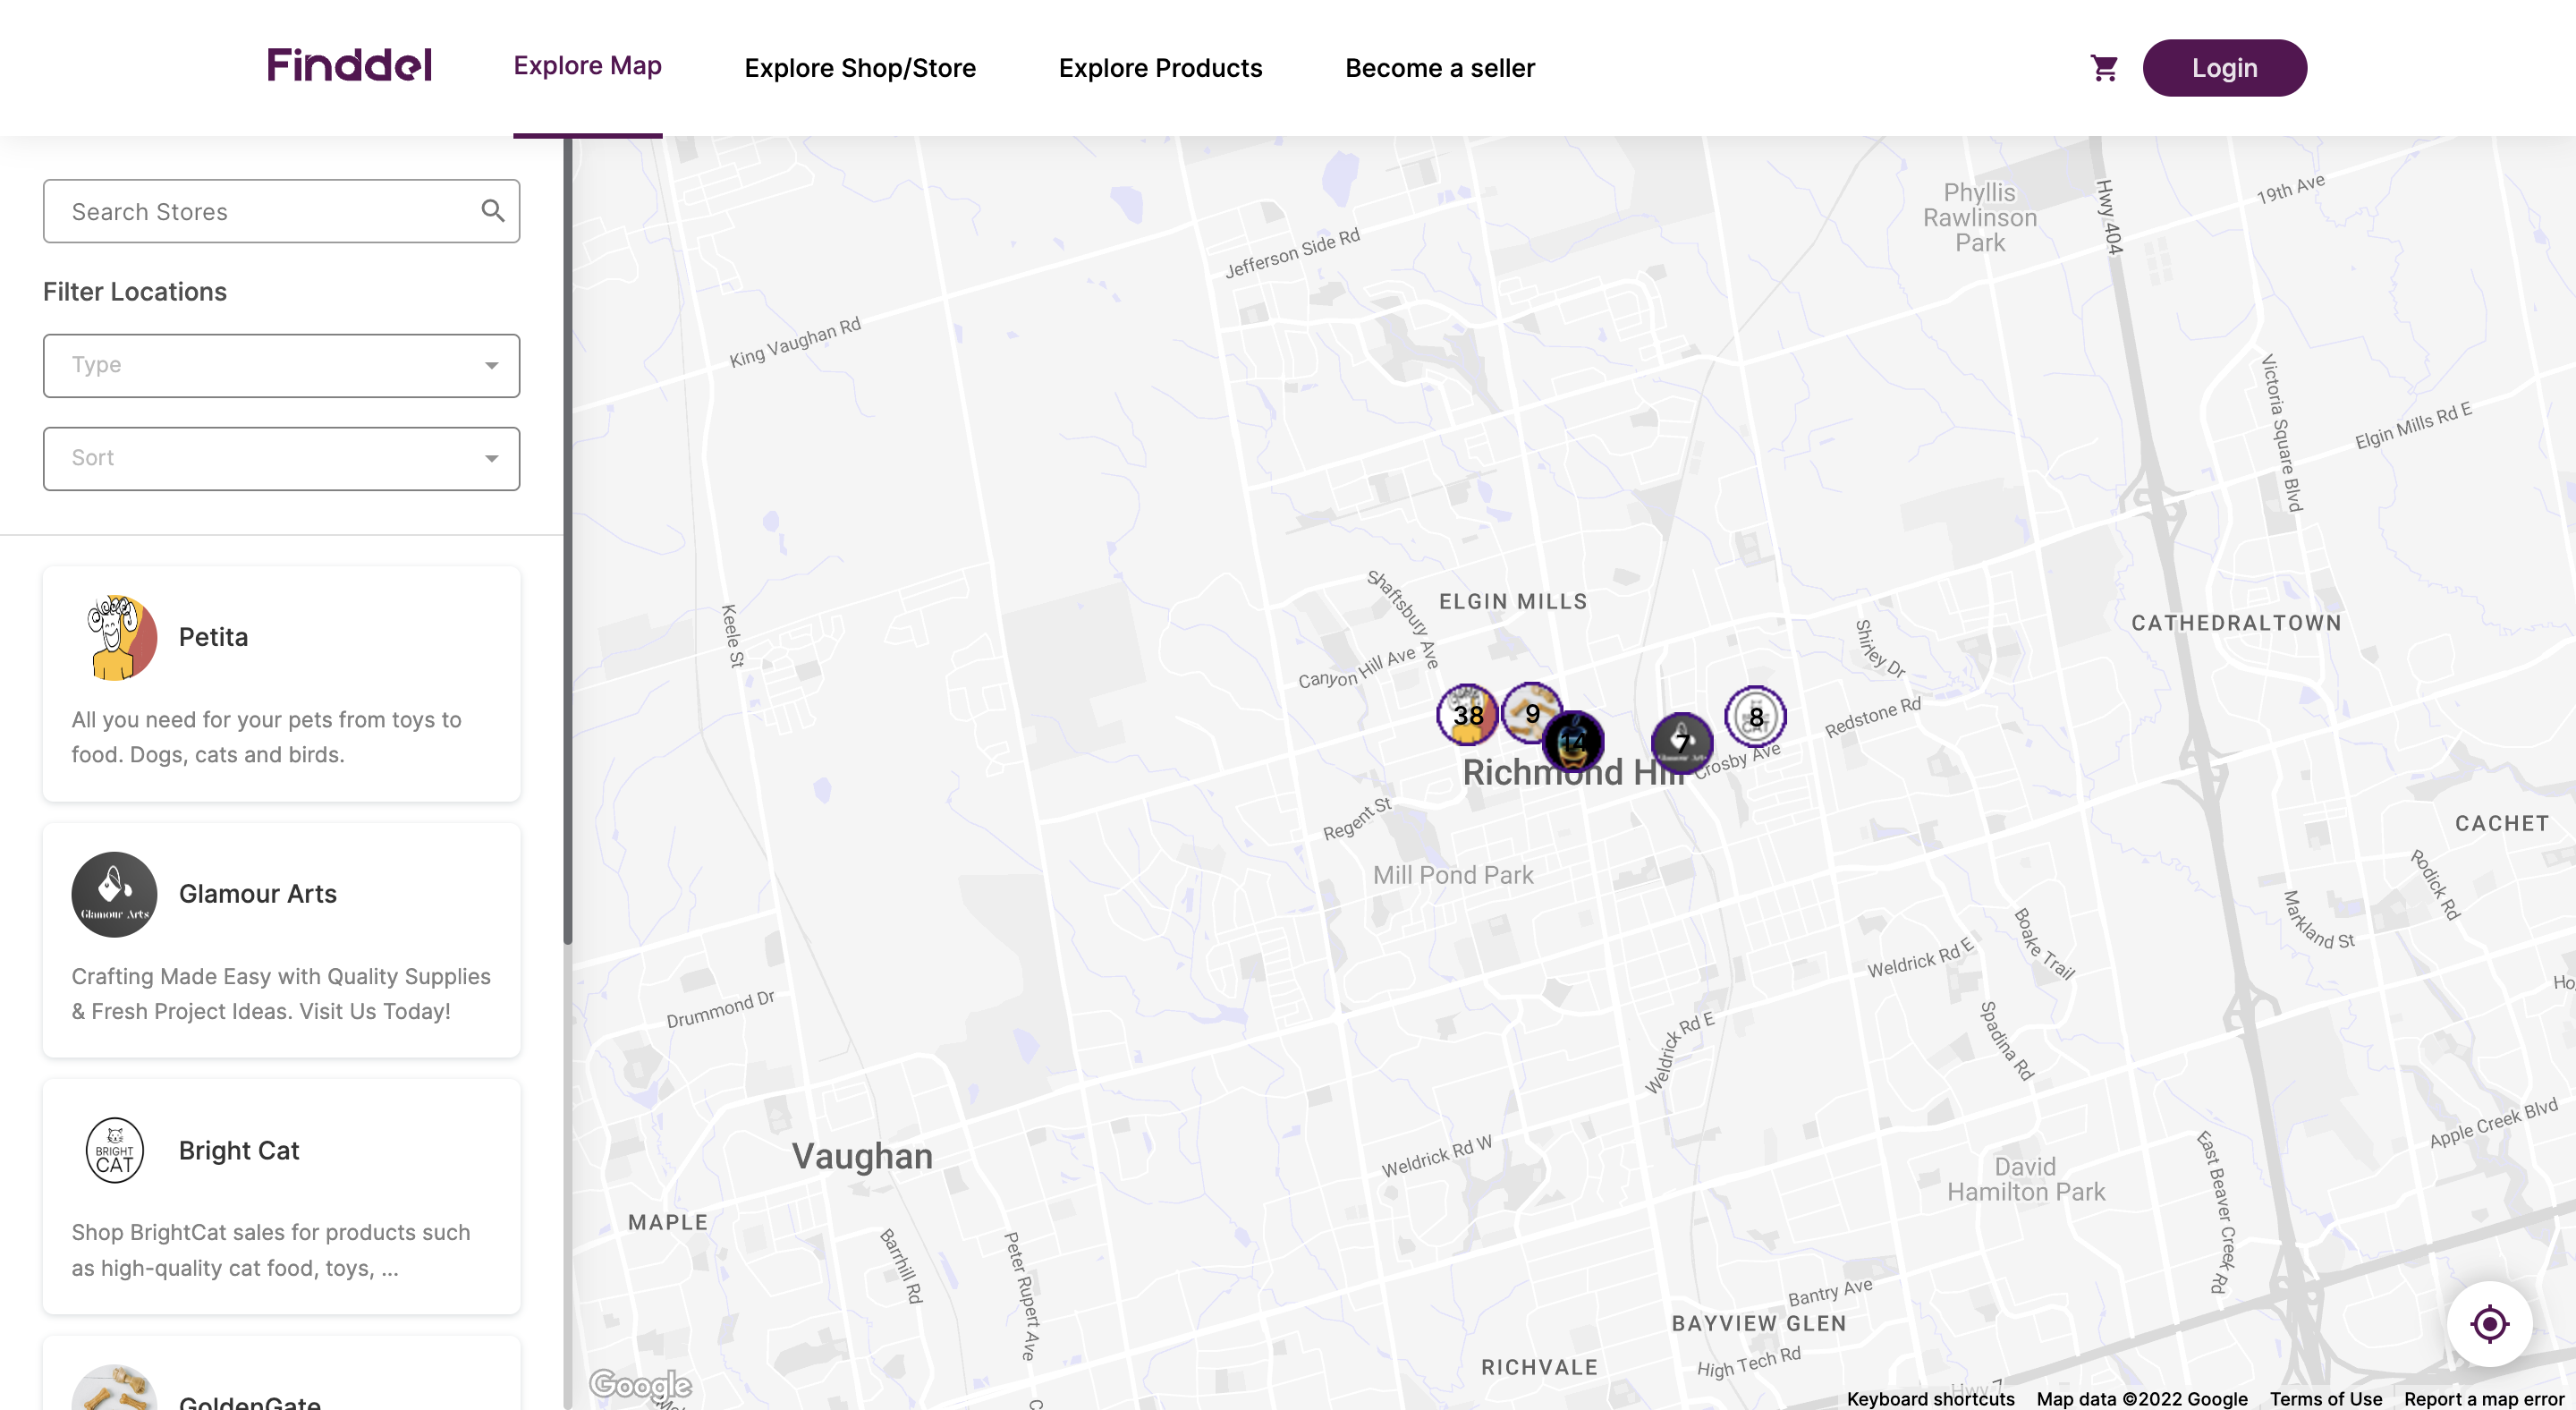 Finddel
Explore Map
Explore Shop/Store
Explore Products
Become a seller
Login
Search Stores
Filter Locations
Type
Sort
Petita
All you need for your pets from toys to
food. Dogs, cats and birds.
Glamour Arts
Glamour Arts
Crafting Made Easy with Quality Supplies
& Fresh Project Ideas. Visit Us Today!
BRIGHT
CAT
Bright Cat
Shop BrightCat sales for products such
as high-quality cat food, toys, ...
GoldenGate
Phyllis
Rawlinson
Park
Hwy 404
19th Ave
Jefferson Side Rd
King Vaughan Rd
Victoria Square Blvd
Elgin Mills Rd E
Shaftsbury Ave
ELGIN MILLS
Keele St
Canyon Hill Ave
Shirley Dr
CATHEDRALTOWN
38
9
14
7
8
Redstone Rd
Richmond Hill
Crosby Ave
Regent St
CACHET
Mill Pond Park
Rodick Rd
Markland St
Boake Trail
Weldrick Rd E
Drummond Dr
Weldrick Rd E
Spadina Rd
Apple Creek Blvd
Vaughan
Weldrick Rd W
David
Hamilton Park
East Beaver Creek Rd
MAPLE
Barrhill Rd
Peter Rupert Ave
Bantry Ave
BAYVIEW GLEN
RICHVALE
High Tech Rd
Hwy 7
Google
Keyboard shortcuts
Map data ©2022 Google
Terms of Use
Report a map error